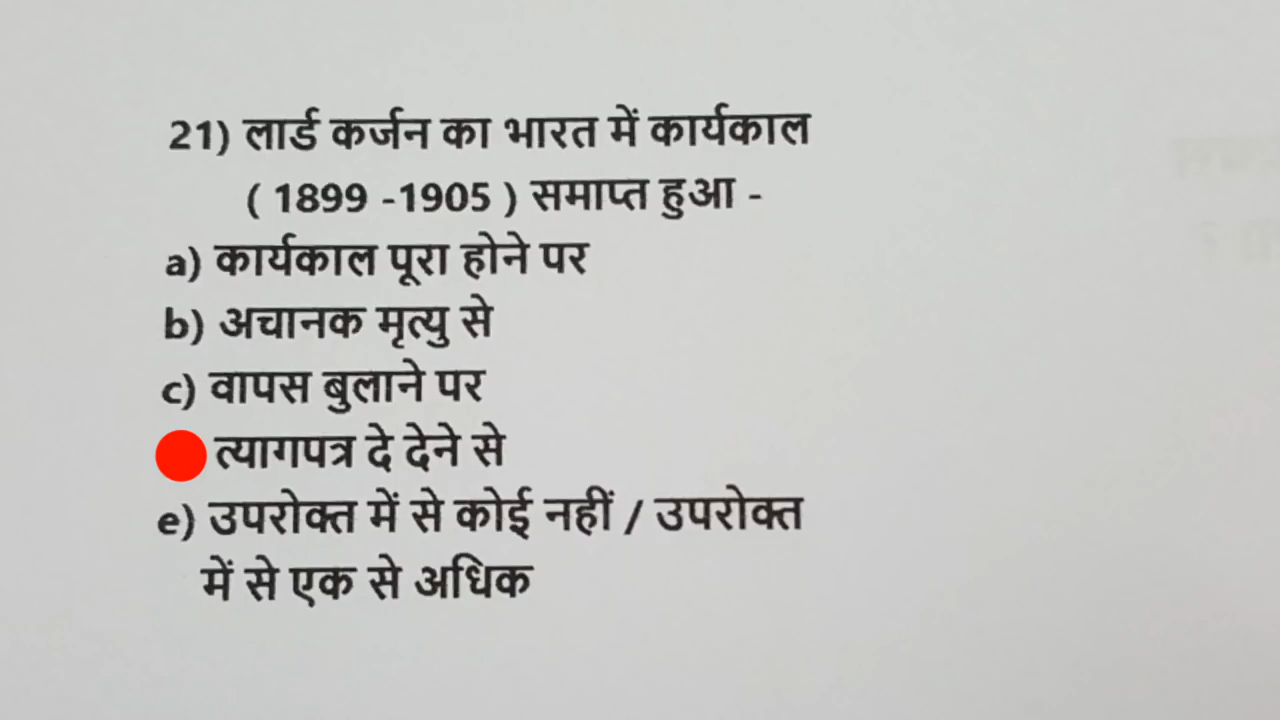 21) लार्ड कर्जन का भारत में कार्यकाल
( 1899 -1905 ) समाप्त हुआ -
a) कार्यकाल पूरा होने पर
b) अचानक मृत्यु से
c) वापस बुलाने पर
त्यागपत्र दे देने से
e) उपरोक्त में से कोई नहीं / उपरोक्त
में से एक से अधिक